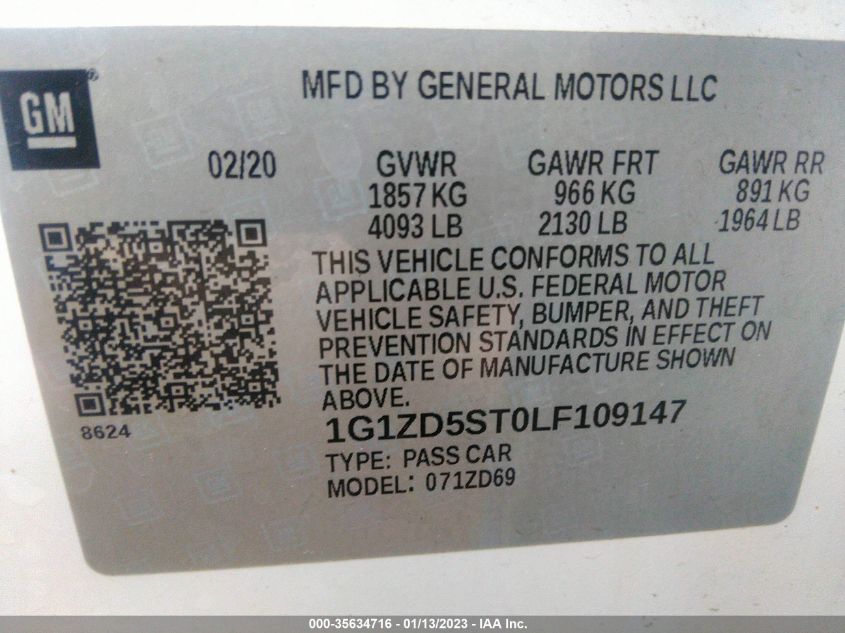 GM®
MFD BY GENERAL MOTORS LLC
02/20 GVWR GAWR FRT GAWR RR
1857 KG 966 KG 891 KG
4093 LB 2130 LB 1964 LB
THIS VEHICLE CONFORMS TO ALL
APPLICABLE U.S. FEDERAL MOTOR
VEHICLE SAFETY, BUMPER, AND THEFT
PREVENTION STANDARDS IN EFFECT ON
THE DATE OF MANUFACTURE SHOWN
ABOVE.
8624
1G1ZD5ST0LF109147
TYPE: PASS CAR
MODEL: 071ZD69
000-35634716 - 01/13/2023 - IAA Inc.